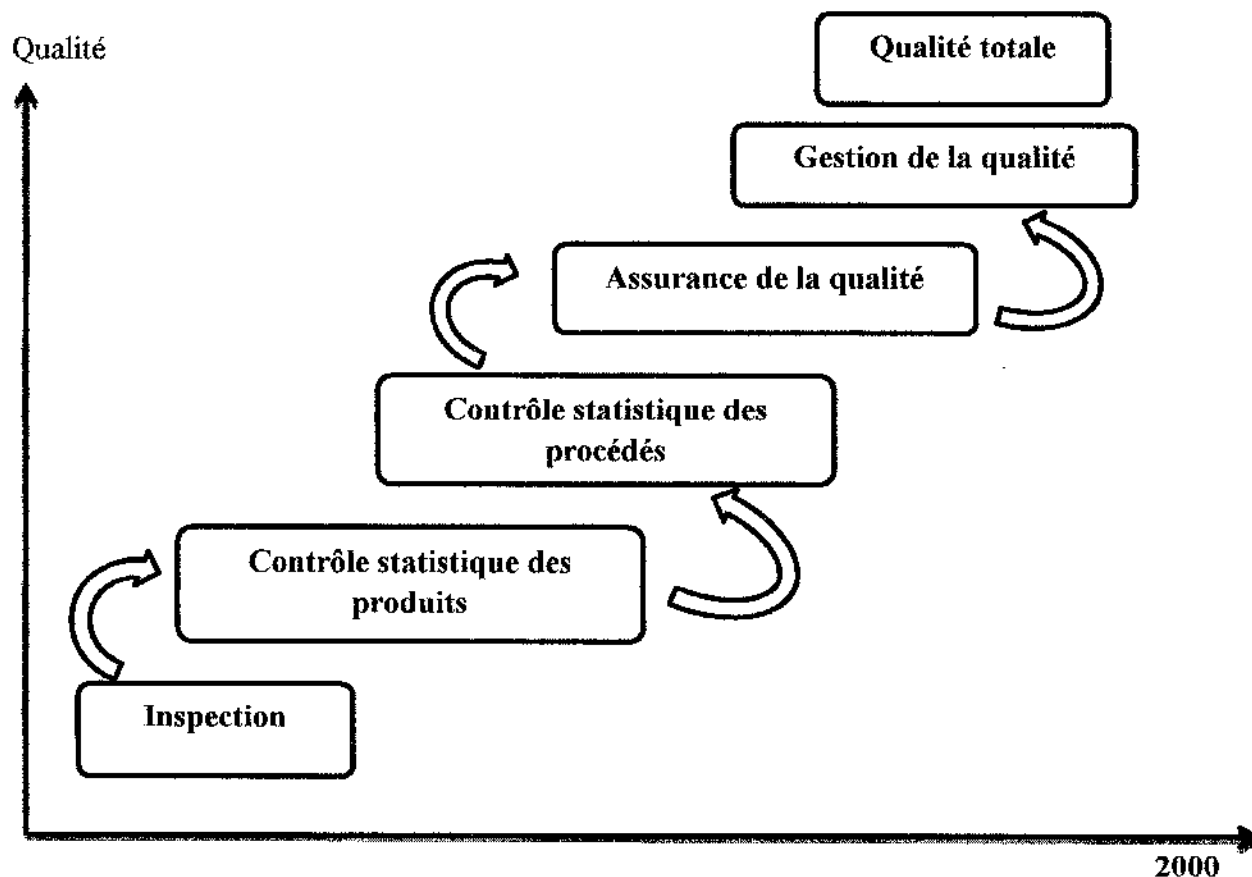 Qualité
Qualité totale
Gestion de la qualité
Assurance de la qualité
Contrôle statistique des
procédés
Contrôle statistique des
produits
Inspection
2000